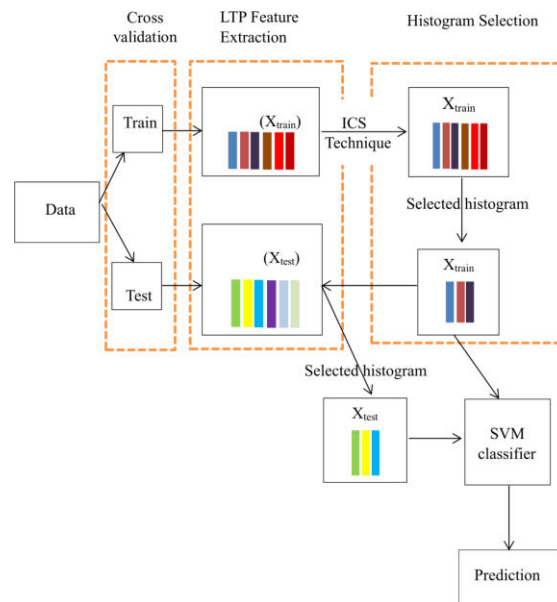 Cross
validation
LTP Feature
Extraction
Histogram Selection
Train
(Xtrain)
ICS
Technique
Xtrain
Data
Selected histogram
(Xtest)
Xtrain
Test
Selected histogram
Xtest
SVM
classifier
Prediction